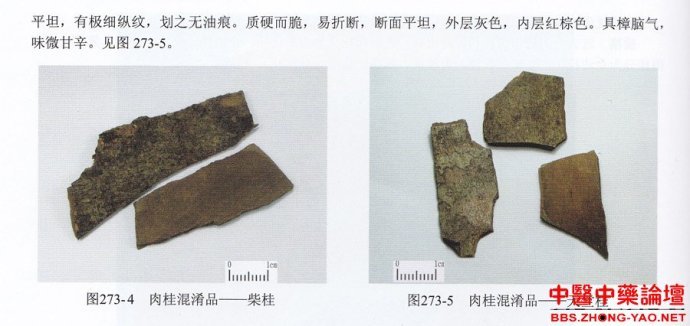 平坦，有极细纵纹，划之无油痕。质硬而脆，易折断，断面平坦，外层灰色，内层红棕色。具樟脑气，
味微甘辛。见图 273-5。
0 1cm
0 1cm
图273-4 肉桂混淆品——柴桂
图273-5 肉桂混淆品——天竺桂
中醫中藥論壇
BBS.ZHONG-YAO.NET